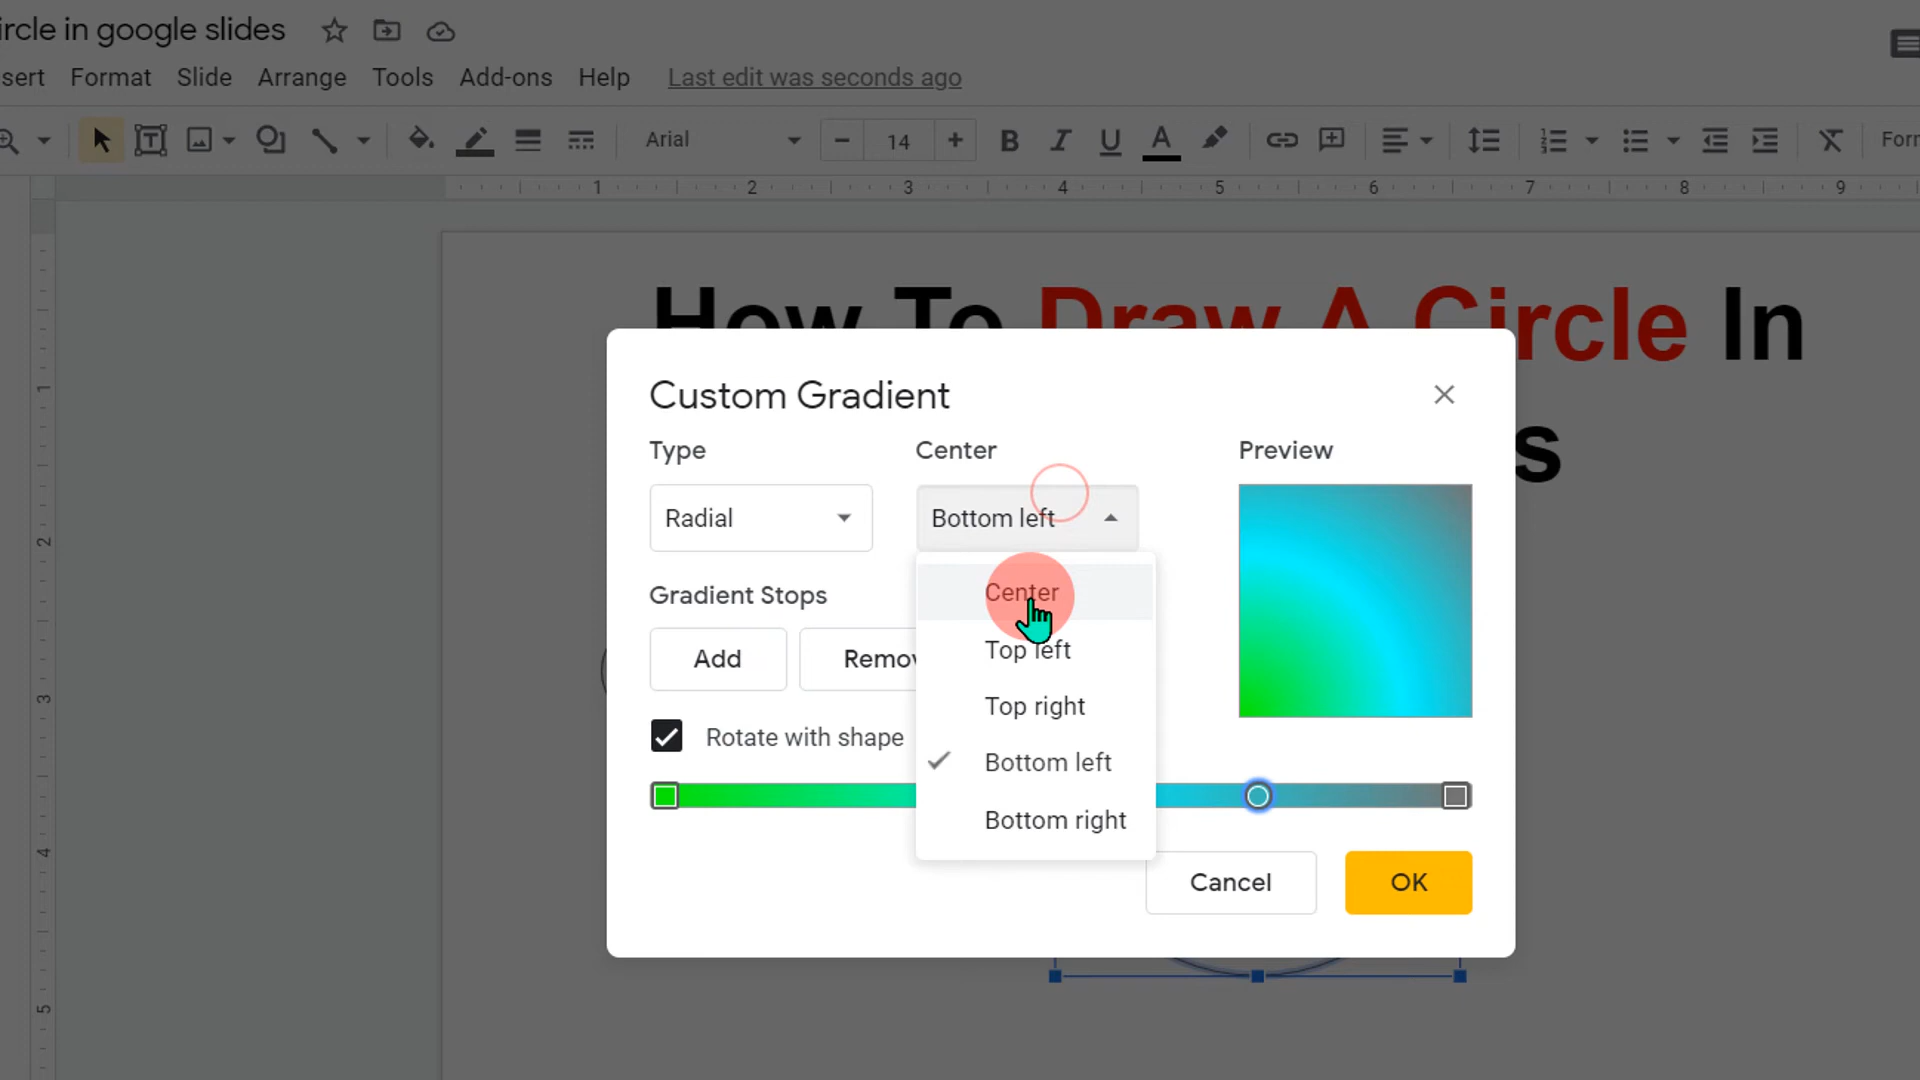 ircle in google slides
sert Format Slide Arrange Tools Add-ons Help Last edit was seconds ago
Arial - 14 + B I U A Forn
1 2 3 4 5 6 7 8 9
How To Draw A Circle In
s
Custom Gradient
Type Center Preview
Radial Bottom left
Center
Gradient Stops
Top left
Add Remov
Top right
Rotate with shape
Bottom left
Bottom right
Cancel OK
1
2
3
4
5